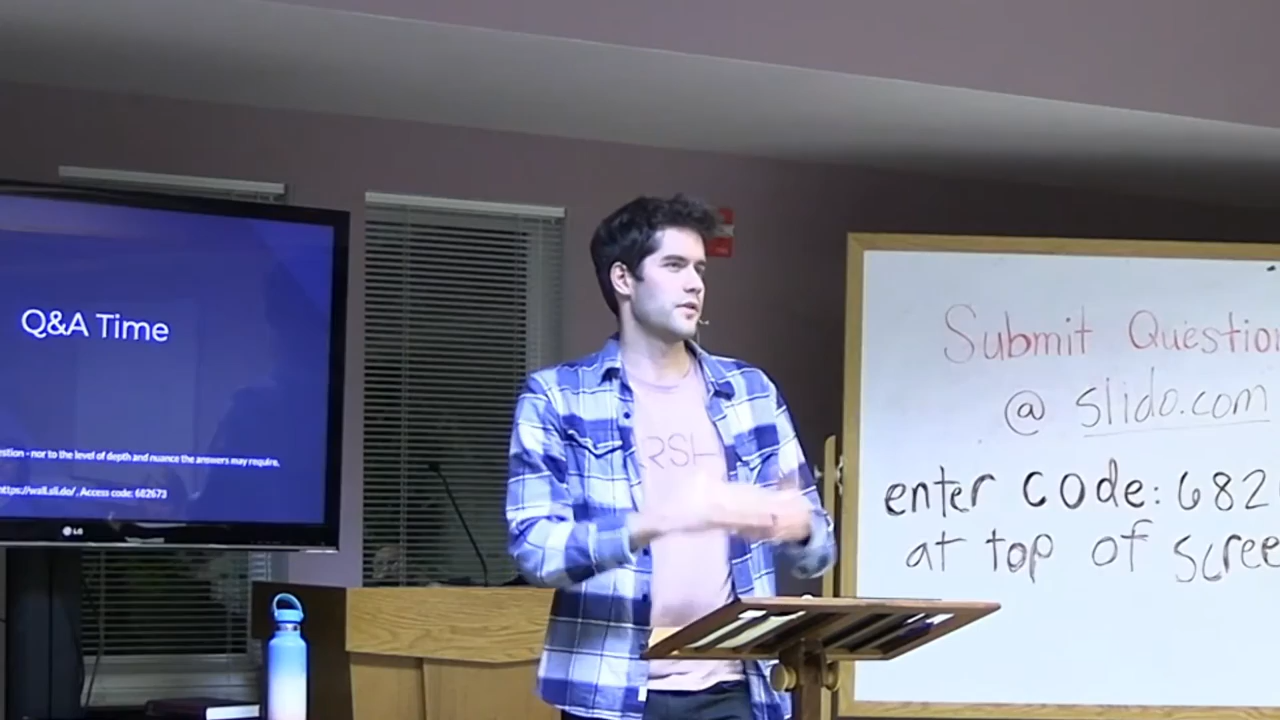 Q&A Time
estion - nor to the level of depth and nuance the answers may require.
https://wall.sli.do/. Access code: 682673
LG
RSH
Submit Questio
@ slido.com
enter code: 682
at top of scree